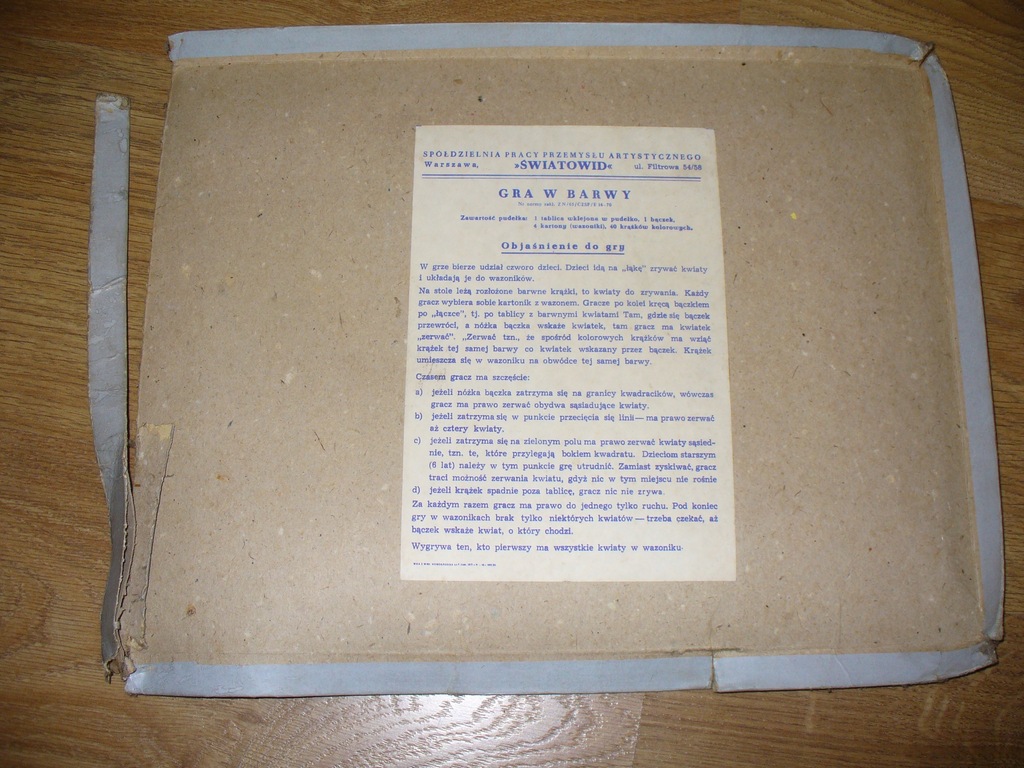 SPÓŁDZIELNIA PRACY PRZEMYSŁU ARTYSTYCZNEGO
Warszawa, »ŚWIATOWID« ul. Filtrowa 54/58
GRA W BARWY
Zawartość pudełka: 1 tablica wklejona w pudełko, 1 bączek,
4 kartony (wazoniki), 40 krążków kolorowych.
Objaśnienie do gry
W grze bierze udział czworo dzieci. Dzieci idą na „łąkę" zrywać kwiaty
i układają je do wazoników.
Na stole leżą rozłożone barwne krążki, to kwiaty do zrywania. Każdy
gracz wybiera sobie kartonik z wazonem. Gracze po kolei kręcą bączkiem
po „łączce", tj. po tablicy z barwnymi kwiatami Tam, gdzie się bączek
przewróci, a nóżka bączka wskaże kwiatek, tam gracz ma kwiatek
„zerwać". „Zerwać tzn., że spośród kolorowych krążków ma wziąć
krążek tej samej barwy co kwiatek wskazany przez bączek. Krążek
umieszcza się w wazoniku na obwódce tej samej barwy.
Czasem gracz ma szczęście:
a) jeżeli nóżka bączka zatrzyma się na granicy kwadracików, wówczas
gracz ma prawo zerwać obydwa sąsiadujące kwiaty.
b) jeżeli zatrzyma się w punkcie przecięcia się linii — ma prawo zerwać
aż cztery kwiaty.
c) jeżeli zatrzyma się na zielonym polu ma prawo zerwać kwiaty sąsied-
nie, tzn. te, które przylegają bokiem kwadratu. Dzieciom starszym
(6 lat) należy w tym punkcie grę utrudnić. Zamiast zyskiwać, gracz
traci możność zerwania kwiatu, gdyż nic w tym miejscu nie rośnie
d) jeżeli krążek spadnie poza tablicę, gracz nic nie zrywa.
Za każdym razem gracz ma prawo do jednego tylko ruchu. Pod koniec
gry w wazonikach brak tylko niektórych kwiatów — trzeba czekać, aż
bączek wskaże kwiat, o który chodzi.
Wygrywa ten, kto pierwszy ma wszystkie kwiaty w wazoniku.